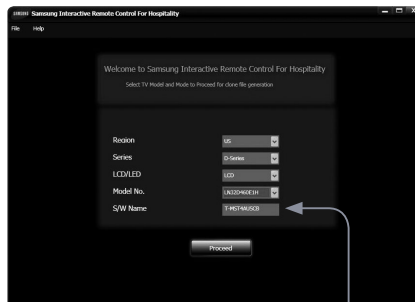 SAMSUNG Samsung Interactive Remote Control For Hospitality
File Help
Welcome to Samsung Interactive Remote Control For Hospitality
Select TV Model and Mode to Proceed for clone file generation
Region US
Series D-Series
LCD/LED LCD
Model No. LN32D460E1H
S/W Name T-MST4AUSCB
Proceed